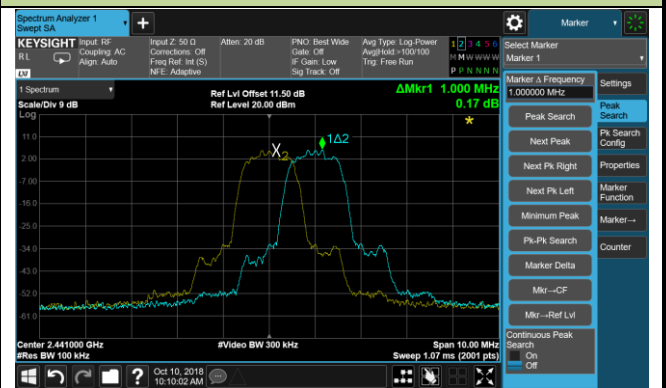 Spectrum Analyzer 1
Swept SA
+
Marker
KEYSIGHT
RL
LXI
Input: RF
Coupling: AC
Align: Auto
Input Z: 50 Ω
Corrections: Off
Freq Ref: Int (S)
NFE: Adaptive
Atten: 20 dB
PNO: Best Wide
Gate: Off
IF Gain: Low
Sig Track: Off
Avg Type: Log-Power
Avg|Hold >100/100
Trig: Free Run
1 2 3 4 5 6
M M W W W W
P P N N N N
Select Marker
Marker 1
1 Spectrum
Scale/Div 9 dB
Log
Ref Lvl Offset 11.50 dB
Ref Level 20.00 dBm
ΔMkr1 1.000 MHz
0.17 dB
*
11.0
2.00
-7.00
-16.0
-25.0
-34.0
-43.0
-52.0
-61.0
X2
1Δ2
Center 2.441000 GHz
#Res BW 100 kHz
#Video BW 300 kHz
Span 10.00 MHz
Sweep 1.07 ms (2001 pts)
Marker Δ Frequency
1.000000 MHz
Peak Search
Next Peak
Next Pk Right
Next Pk Left
Minimum Peak
Pk-Pk Search
Marker Delta
Mkr→CF
Mkr→Ref Lvl
Continuous Peak
Search
On
Off
Settings
Peak
Search
Pk Search
Config
Properties
Marker
Function
Marker→
Counter
?
Oct 10, 2018
10:10:02 AM